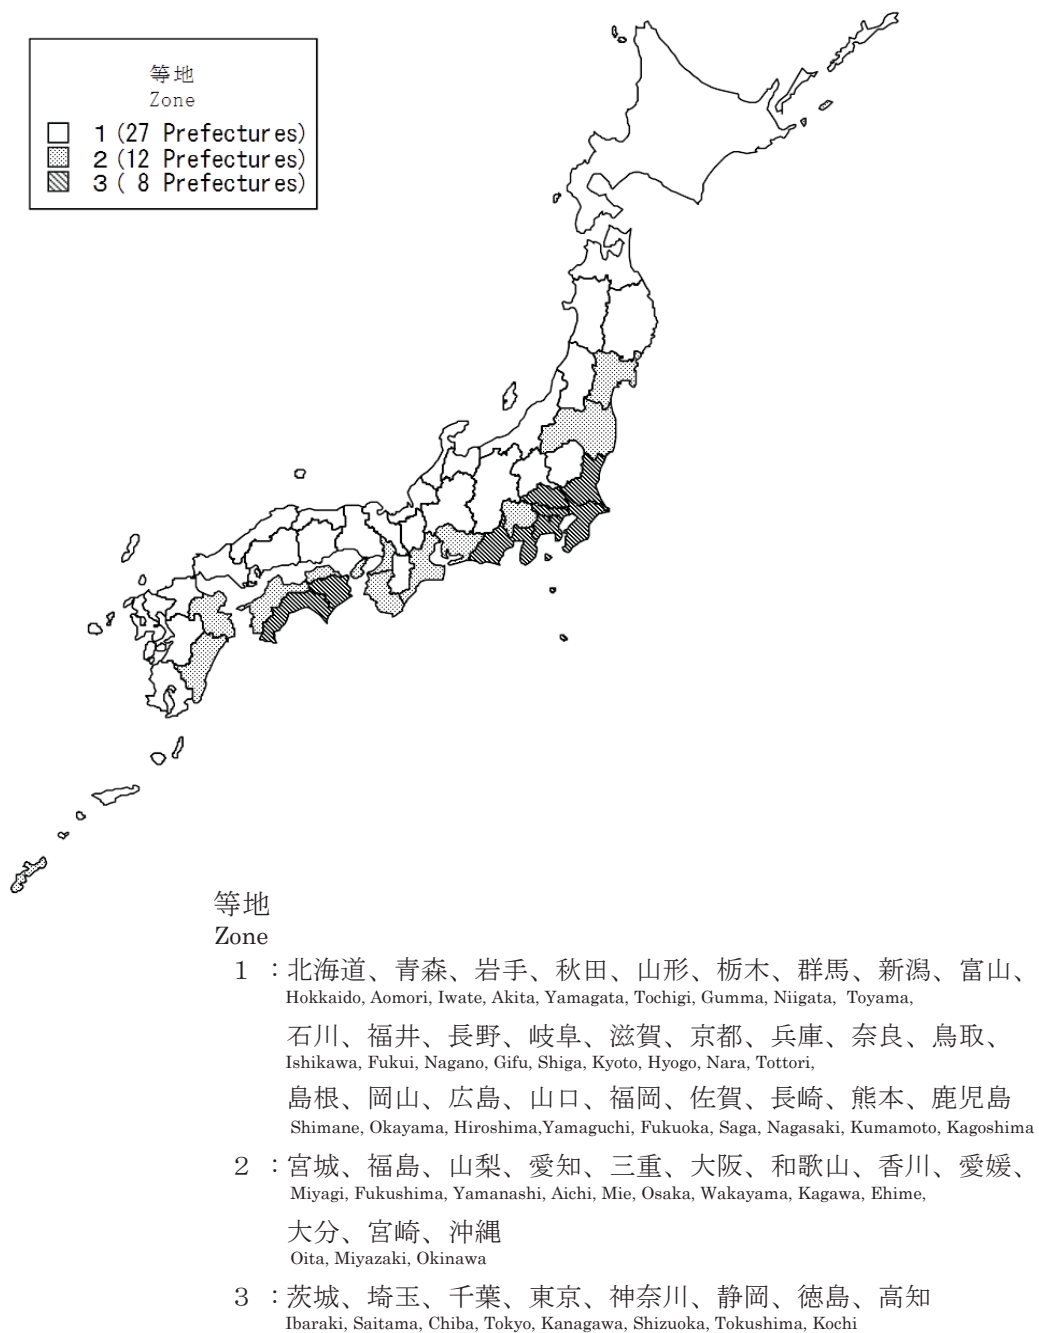 等地
Zone
1 (27 Prefectures)
2 (12 Prefectures)
3 ( 8 Prefectures)
等地
Zone
1 ：北海道、青森、岩手、秋田、山形、栃木、群馬、新潟、富山、
Hokkaido, Aomori, Iwate, Akita, Yamagata, Tochigi, Gumma, Niigata, Toyama,
石川、福井、長野、岐阜、滋賀、京都、兵庫、奈良、鳥取、
Ishikawa, Fukui, Nagano, Gifu, Shiga, Kyoto, Hyogo, Nara, Tottori,
島根、岡山、広島、山口、福岡、佐賀、長崎、熊本、鹿児島
Shimane, Okayama, Hiroshima,Yamaguchi, Fukuoka, Saga, Nagasaki, Kumamoto, Kagoshima
2 ：宮城、福島、山梨、愛知、三重、大阪、和歌山、香川、愛媛、
Miyagi, Fukushima, Yamanashi, Aichi, Mie, Osaka, Wakayama, Kagawa, Ehime,
大分、宮崎、沖縄
Oita, Miyazaki, Okinawa
3 ：茨城、埼玉、千葉、東京、神奈川、静岡、徳島、高知
Ibaraki, Saitama, Chiba, Tokyo, Kanagawa, Shizuoka, Tokushima, Kochi